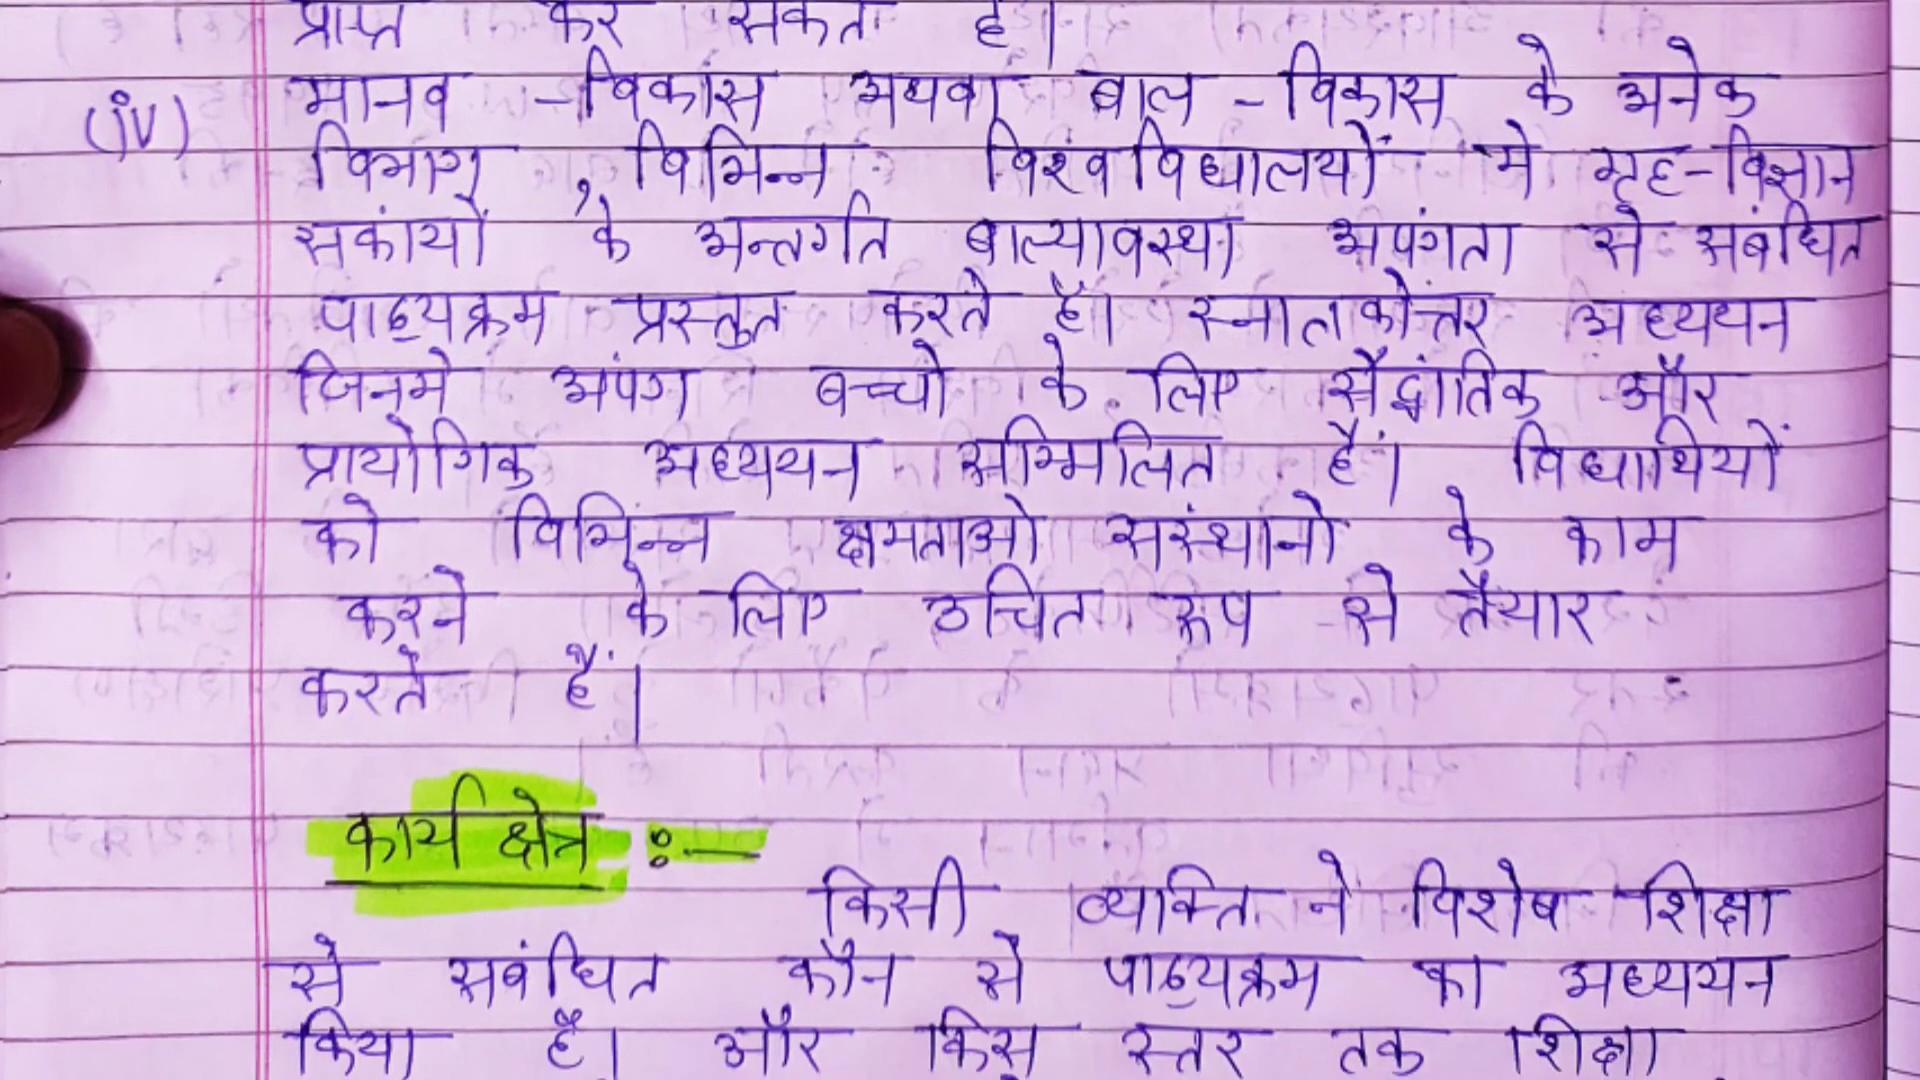 प्राप्त कर सकता है।
(iv) मानव -विकास अथवा बाल - विकास के अनेक
विभाग, विभिन्न विश्वविद्यालयों मे गृह-विज्ञान
सकांयों के अन्तर्गत बाल्यावस्था अपंगता से संबंधित
पाठ्यक्रम प्रस्तुत करते है। स्नातकोत्तर अध्ययन
जिनमे अंपग बच्चो के लिए सैद्धांतिक और
प्रायोगिक अध्ययन सम्मिलित हैं। विद्यार्थियों
को विभिन्न क्षमताओ संस्थानो के काम
करने के लिए उचित रूप से तैयार
करते हैं।
कार्य क्षेत्र :—
किसी व्यक्ति ने विशेष शिक्षा
से संबंधित कौन से पाठ्यक्रम का अध्ययन
किया है। और किस स्तर तक शिक्षा